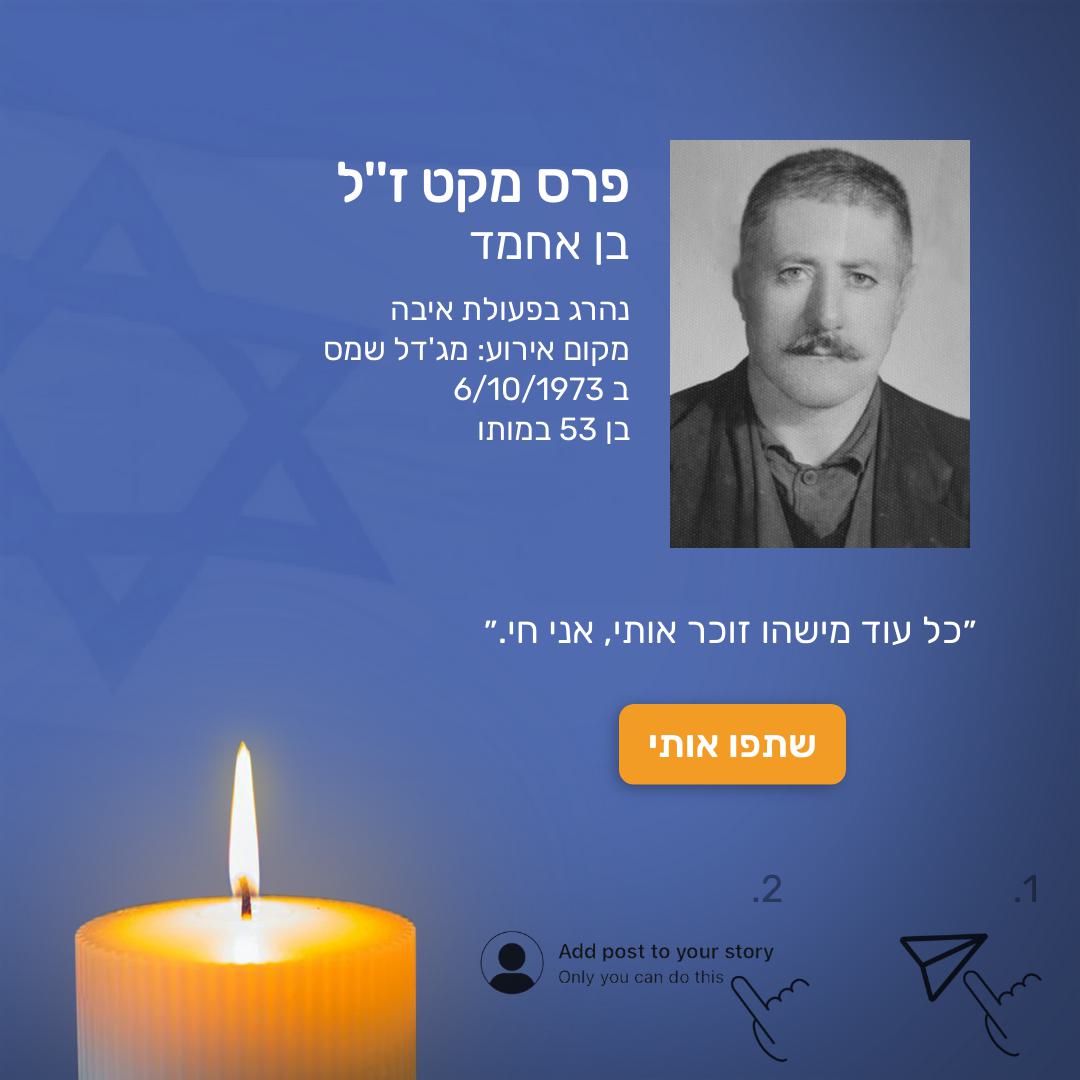 פרס מקט ז"ל
בן אחמד
נהרג בפעולת איבה
מקום אירוע: מג'דל שמס
ב 6/10/1973
בן 53 במותו
״כל עוד מישהו זוכר אותי, אני חי.״
שתפו אותי
.1
.2
Add post to your story
Only you can do this